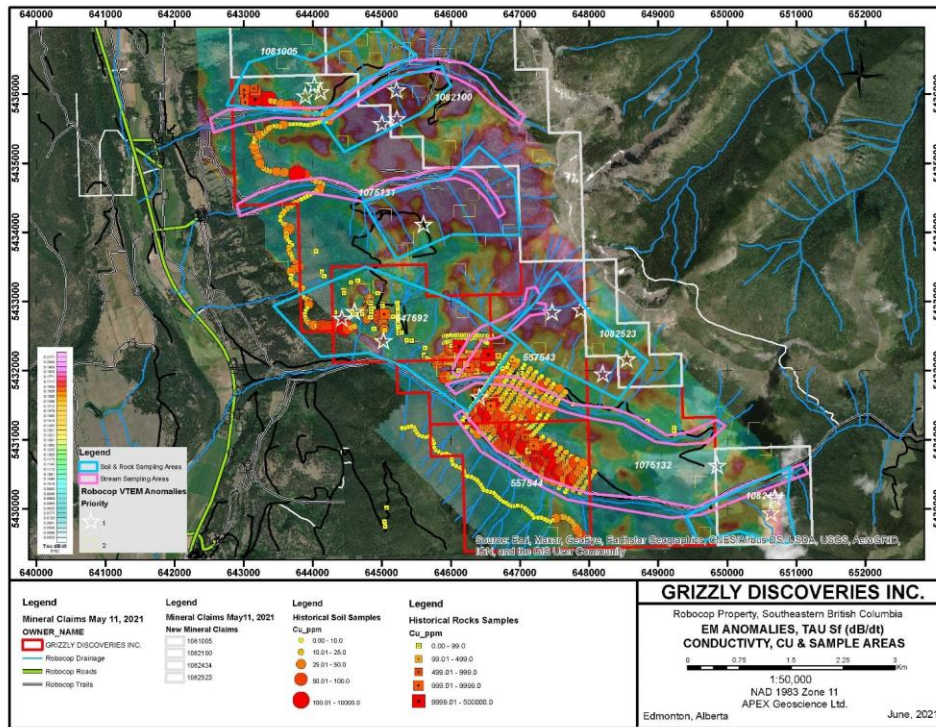 640000 641000 642000 643000 644000 645000 646000 647000 648000 649000 650000 651000 652000
5436000 5436000
5435000 5435000
5434000 5434000
5433000 5433000
5432000 5432000
5431000 5431000
5430000 5430000
N
1081005
1082100
1075131
547692
1082523
557543
1075132
557544
Legend
Soil & Rock Sampling Areas
Stream Sampling Areas
Robocop VTEM Anomalies
Priority
1
2
Source: Esri, Maxar, GeoEye, Earthstar Geographics, CNES/Airbus DS, USDA, USGS, AeroGRID,
IGN, and the GIS User Community
640000 641000 642000 643000 644000 645000 646000 647000 648000 649000 650000 651000 652000
Legend
Mineral Claims May 11, 2021
OWNER_NAME
GRIZZLY DISCOVERIES INC.
Robocop Drainage
Robocop Roads
Robocop Trails
Legend
Mineral Claims May11, 2021
New Mineral Claims
1081005
1082100
1082434
1082523
Legend
Historical Soil Samples
Cu_ppm
0.00 - 10.0
10.01 - 25.0
25.01 - 50.0
50.01 - 100.0
100.01 - 10000.0
Legend
Historical Rocks Samples
Cu_ppm
0.00 - 99.0
99.01 - 499.0
499.01 - 999.0
999.01 - 9999.0
9999.01 - 500000.0
GRIZZLY DISCOVERIES INC.
Robocop Property, Southeastern British Columbia
EM ANOMALIES, TAU Sf (dB/dt)
CONDUCTIVTY, CU & SAMPLE AREAS
0 0.75 1.5 2.25 3
Km
1:50,000
NAD 1983 Zone 11
APEX Geoscience Ltd.
Edmonton, Alberta June, 2021